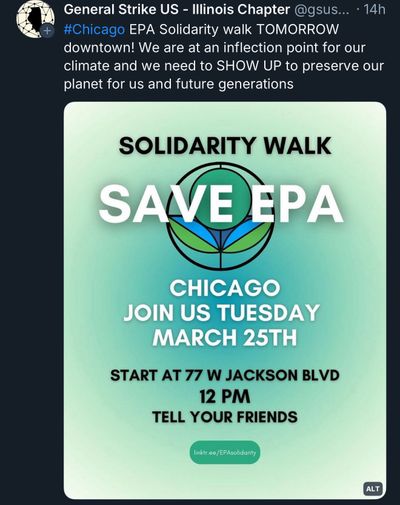 General Strike US - Illinois Chapter @gsus... · 14h
#Chicago EPA Solidarity walk TOMORROW
downtown! We are at an inflection point for our
climate and we need to SHOW UP to preserve our
planet for us and future generations
SOLIDARITY WALK
SAVE EPA
CHICAGO
JOIN US TUESDAY
MARCH 25TH
START AT 77 W JACKSON BLVD
12 PM
TELL YOUR FRIENDS
linktr.ee/EPAsolidarity
ALT